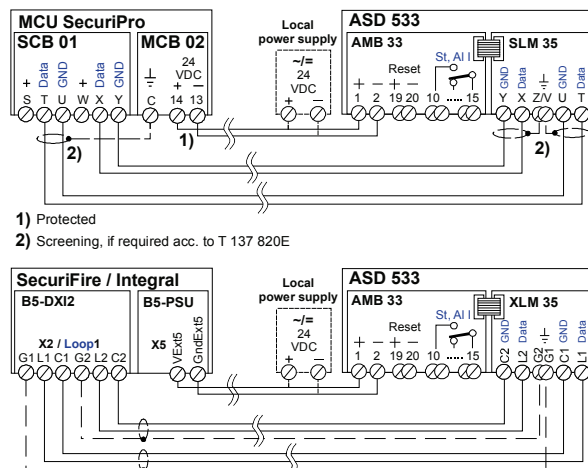 MCU SecuriPro
SCB 01
MCB 02
+ Data GND + Data GND
24 VDC
+ –
S T U W X Y C 14 13
2)
1)
Local power supply
~/=
24
VDC
+ –
ASD 533
AMB 33
SLM 35
Reset
St, Al I
+ –
1 2 19 20 10 ..... 15
GND Data GND Data
Y X Z/V U T
2)
1) Protected
2) Screening, if required acc. to T 137 820E
SecuriFire / Integral
B5-DXI2
B5-PSU
X2 / Loop1
X5
VExt5
GndExt5
G1 L1 C1 G2 L2 C2
Local power supply
~/=
24
VDC
+ –
ASD 533
AMB 33
XLM 35
Reset
St, Al I
+ –
1 2 19 20 10 ..... 15
C2 GND
L2 Data
G2
G1
C1 GND
L1 Data